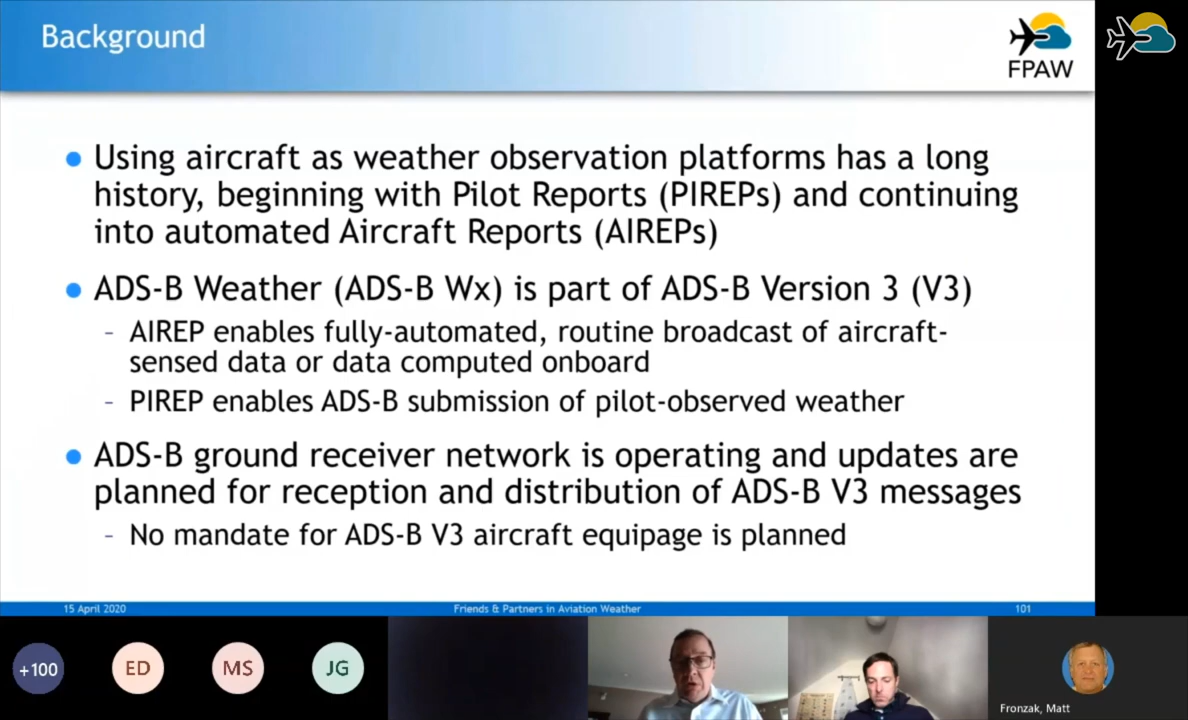 Background
FPAW
Using aircraft as weather observation platforms has a long
history, beginning with Pilot Reports (PIREPs) and continuing
into automated Aircraft Reports (AIREPs)
ADS-B Weather (ADS-B Wx) is part of ADS-B Version 3 (V3)
- AIREP enables fully-automated, routine broadcast of aircraft-
sensed data or data computed onboard
- PIREP enables ADS-B submission of pilot-observed weather
ADS-B ground receiver network is operating and updates are
planned for reception and distribution of ADS-B V3 messages
- No mandate for ADS-B V3 aircraft equipage is planned
15 April 2020
Friends & Partners in Aviation Weather
101
+100
ED
MS
JG
Fronzak, Matt